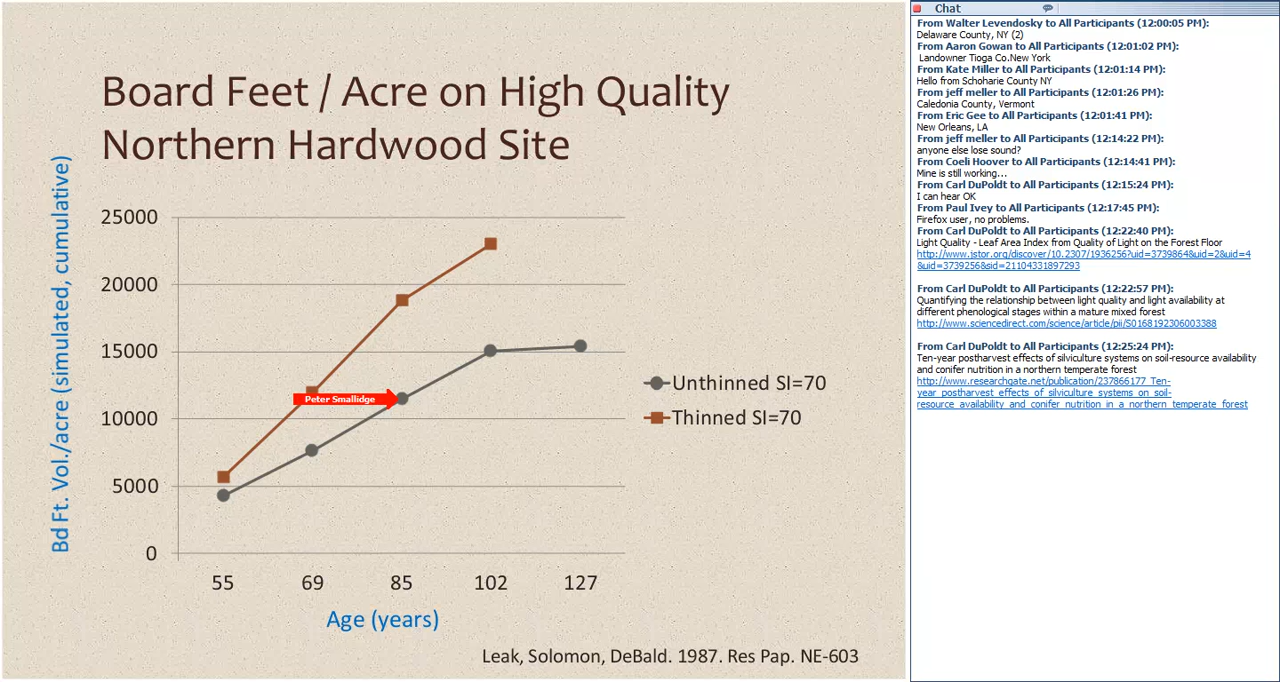 Board Feet / Acre on High Quality
Northern Hardwood Site
Bd Ft. Vol./acre (simulated, cumulative)
25000
20000
15000
10000
5000
0
Peter Smallidge
Unthinned SI=70
Thinned SI=70
55 69 85 102 127
Age (years)
Leak, Solomon, DeBald. 1987. Res Pap. NE-603
Chat
From Walter Levendosky to All Participants (12:00:05 PM):
Delaware County, NY (2)
From Aaron Gowan to All Participants (12:01:02 PM):
Landowner Tioga Co.New York
From Kate Miller to All Participants (12:01:14 PM):
Hello from Schoharie County NY
From jeff meller to All Participants (12:01:26 PM):
Caledonia County, Vermont
From Eric Gee to All Participants (12:01:41 PM):
New Orleans, LA
From jeff meller to All Participants (12:14:22 PM):
anyone else lose sound?
From Coeli Hoover to All Participants (12:14:41 PM):
Mine is still working...
From Carl DuPoldt to All Participants (12:15:24 PM):
I can hear OK
From Paul Ivey to All Participants (12:17:45 PM):
Firefox user, no problems.
From Carl DuPoldt to All Participants (12:22:40 PM):
Light Quality - Leaf Area Index from Quality of Light on the Forest Floor
http://www.jstor.org/discover/10.2307/1936256?uid=3739864&uid=2&uid=4
&uid=3739256&sid=21104331897293
From Carl DuPoldt to All Participants (12:22:57 PM):
Quantifying the relationship between light quality and light availability at
different phenological stages within a mature mixed forest
http://www.sciencedirect.com/science/article/pii/S0168192306003388
From Carl DuPoldt to All Participants (12:25:24 PM):
Ten-year postharvest effects of silviculture systems on soil-resource availability
and conifer nutrition in a northern temperate forest
http://www.researchgate.net/publication/237866177_Ten-
year_postharvest_effects_of_silviculture_systems_on_soil-
resource_availability_and_conifer_nutrition_in_a_northern_temperate_forest